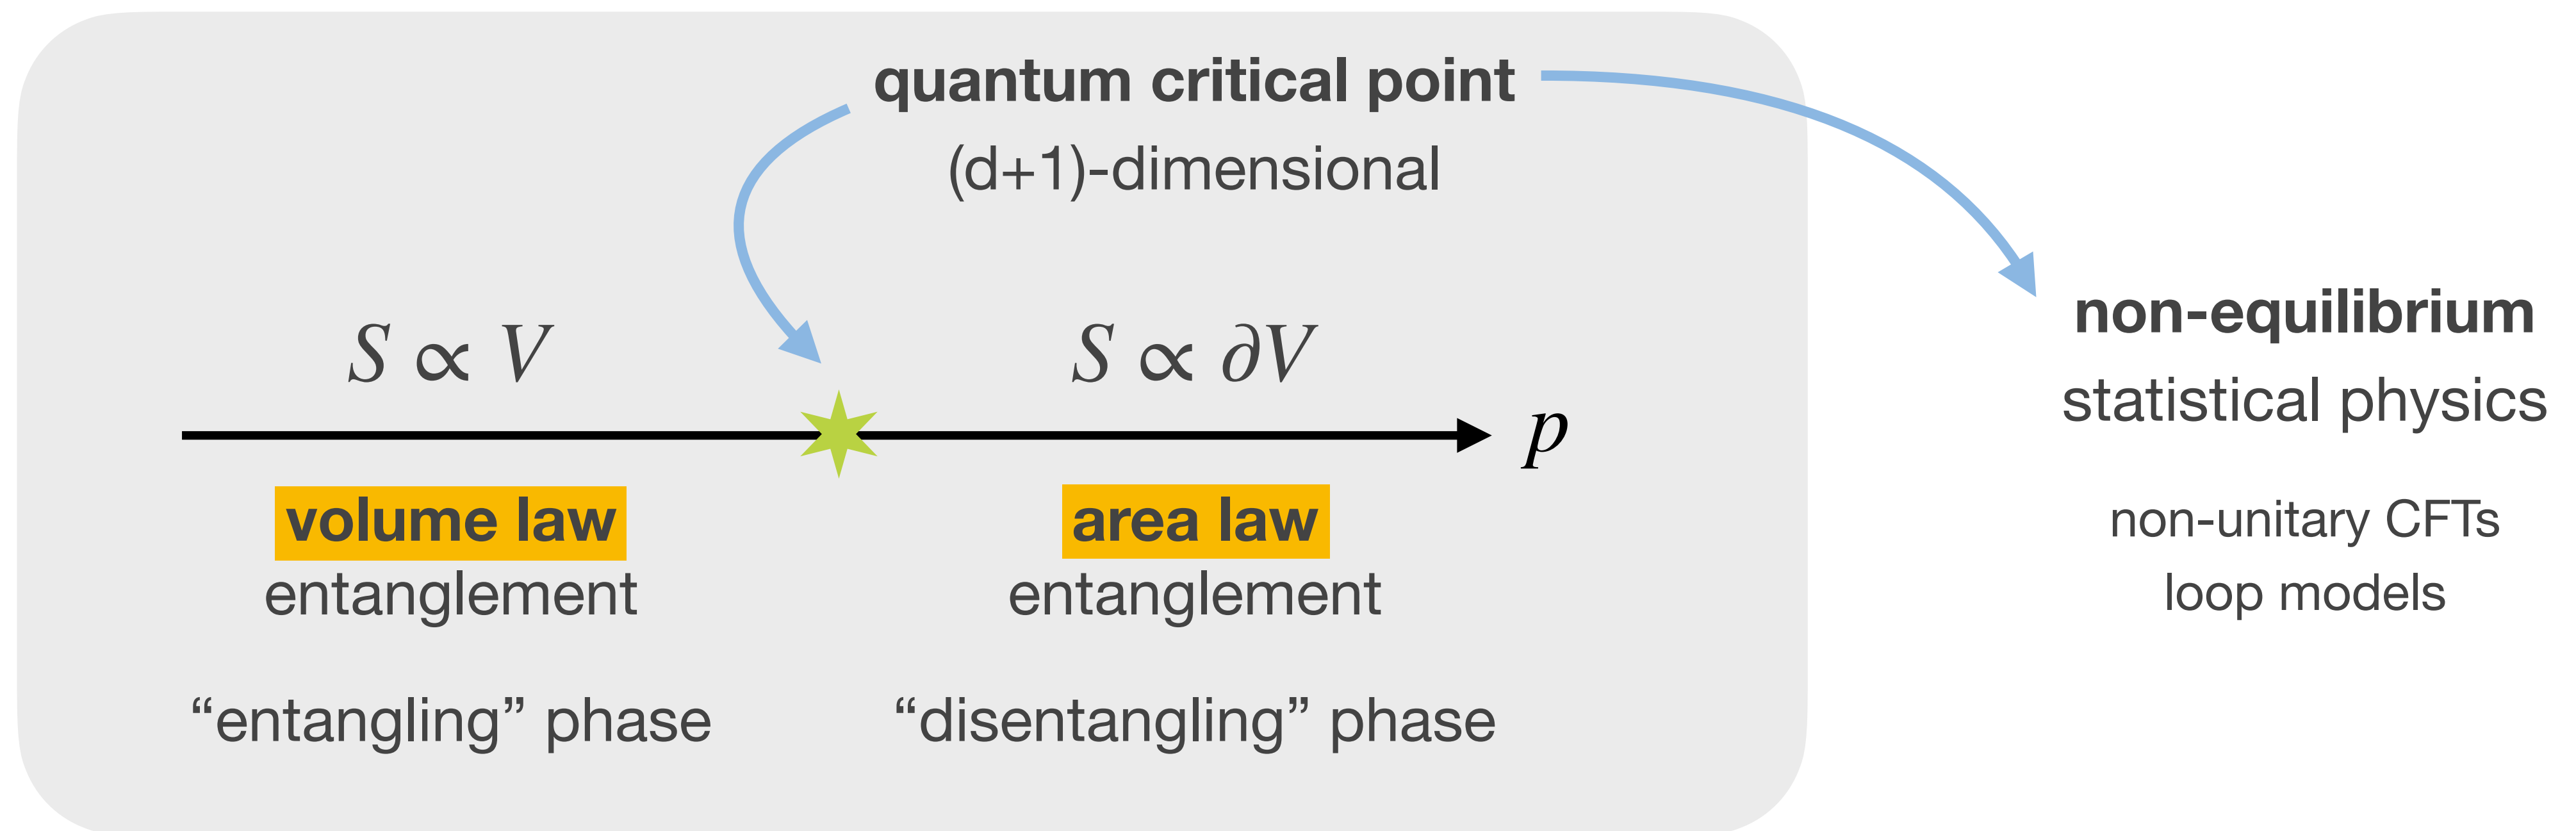 quantum critical point
(d+1)-dimensional
S ∝ V
S ∝ ∂V
p
volume law
entanglement
“entangling” phase
area law
entanglement
“disentangling” phase
non-equilibrium
statistical physics
non-unitary CFTs
loop models